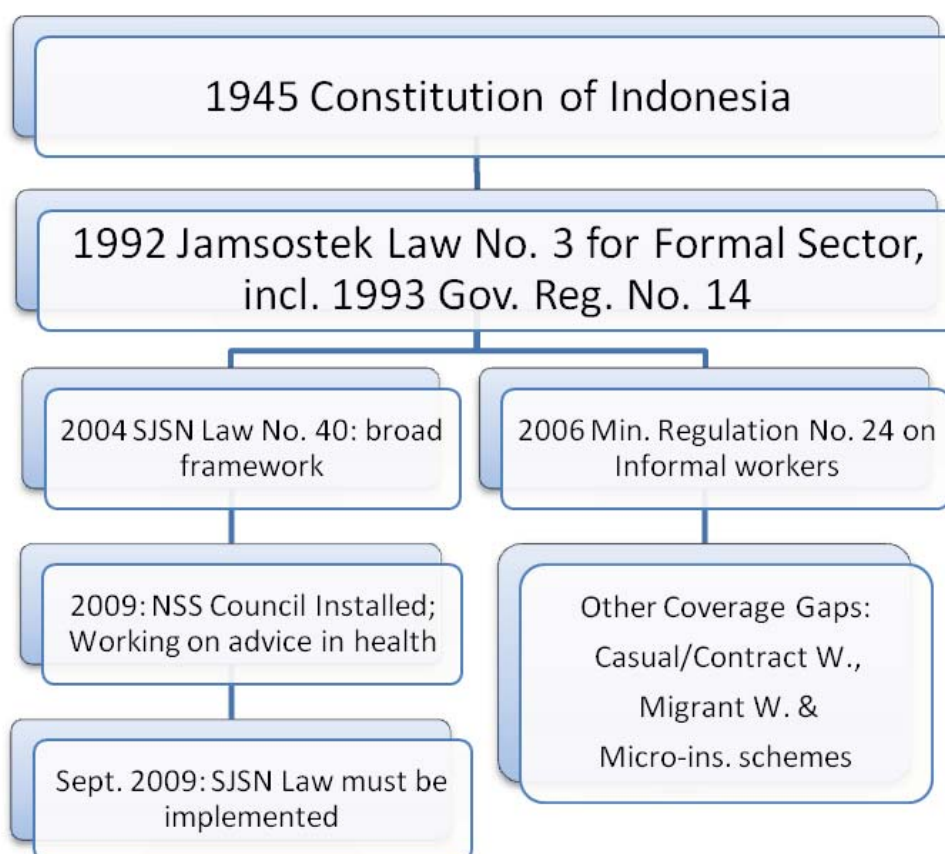 1945 Constitution of Indonesia
1992 Jamsostek Law No. 3 for Formal Sector,
incl. 1993 Gov. Reg. No. 14
2004 SJSN Law No. 40: broad
framework
2009: NSS Council Installed;
Working on advice in health
Sept. 2009: SJSN Law must be
implemented
2006 Min. Regulation No. 24 on
Informal workers
Other Coverage Gaps:
Casual/Contract W.,
Migrant W. &
Micro-ins. schemes